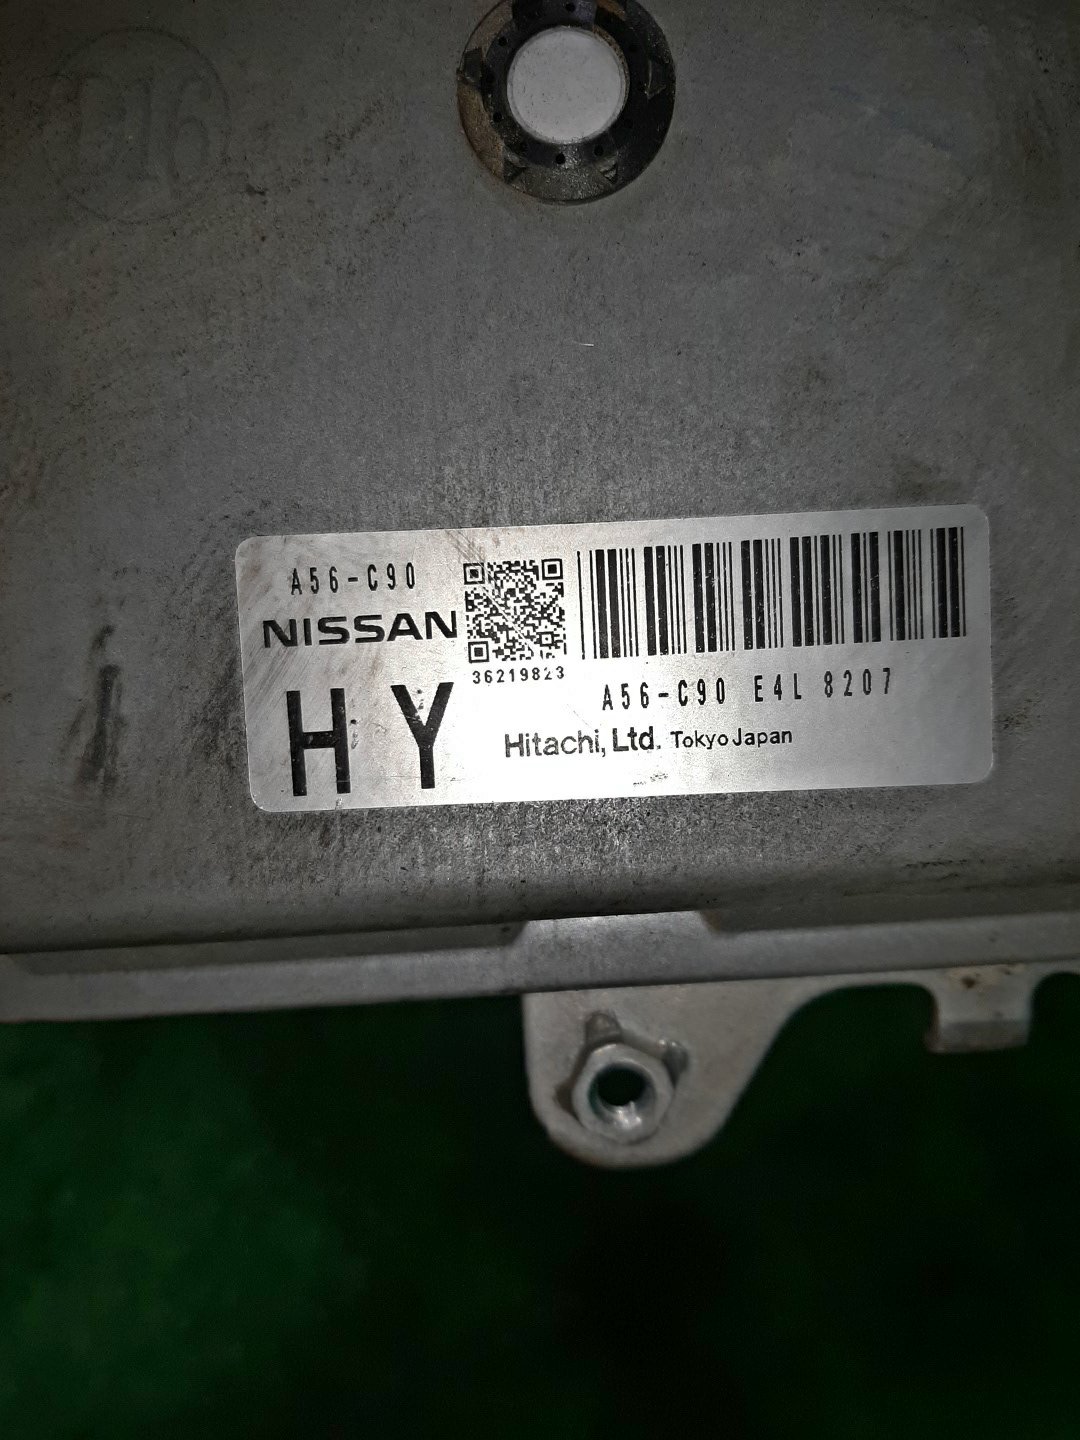 A56-C90
NISSAN
36219823
HY
A56-C90 E4L 8207
Hitachi, Ltd. Tokyo Japan